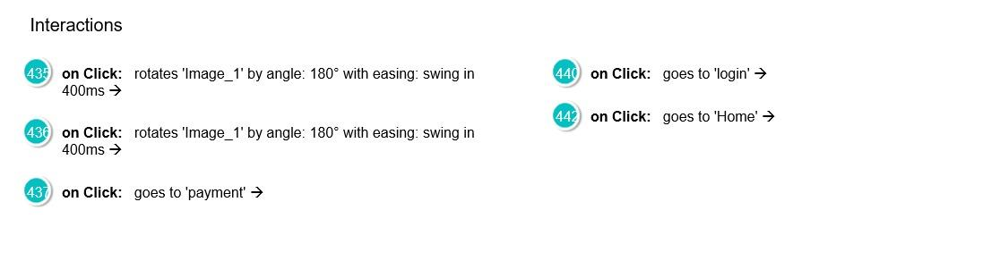 Interactions
435 on Click: rotates 'Image_1' by angle: 180° with easing: swing in
400ms →
436 on Click: rotates 'Image_1' by angle: 180° with easing: swing in
400ms →
437 on Click: goes to 'payment' →
440 on Click: goes to 'login' →
442 on Click: goes to 'Home' →